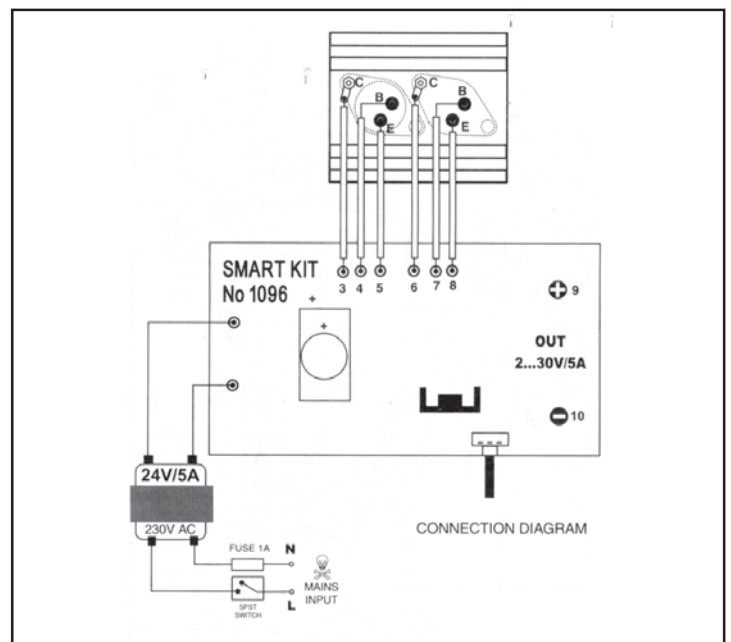 C
B
E
C
B
E
SMART KIT
No 1096
3 4 5 6 7 8
+
+
9
OUT
2...30V/5A
10
24V/5A
230V AC
FUSE 1A
N
MAINS
INPUT
L
SPST
SWITCH
CONNECTION DIAGRAM